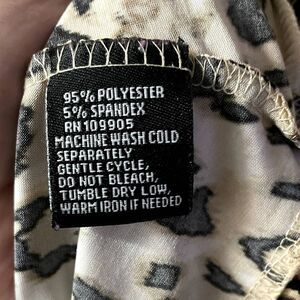 95% POLYESTER
5% SPANDEX
RN 109905
MACHINE WASH COLD
SEPARATELY
GENTLE CYCLE,
DO NOT BLEACH,
TUMBLE DRY LOW,
WARM IRON IF NEEDED